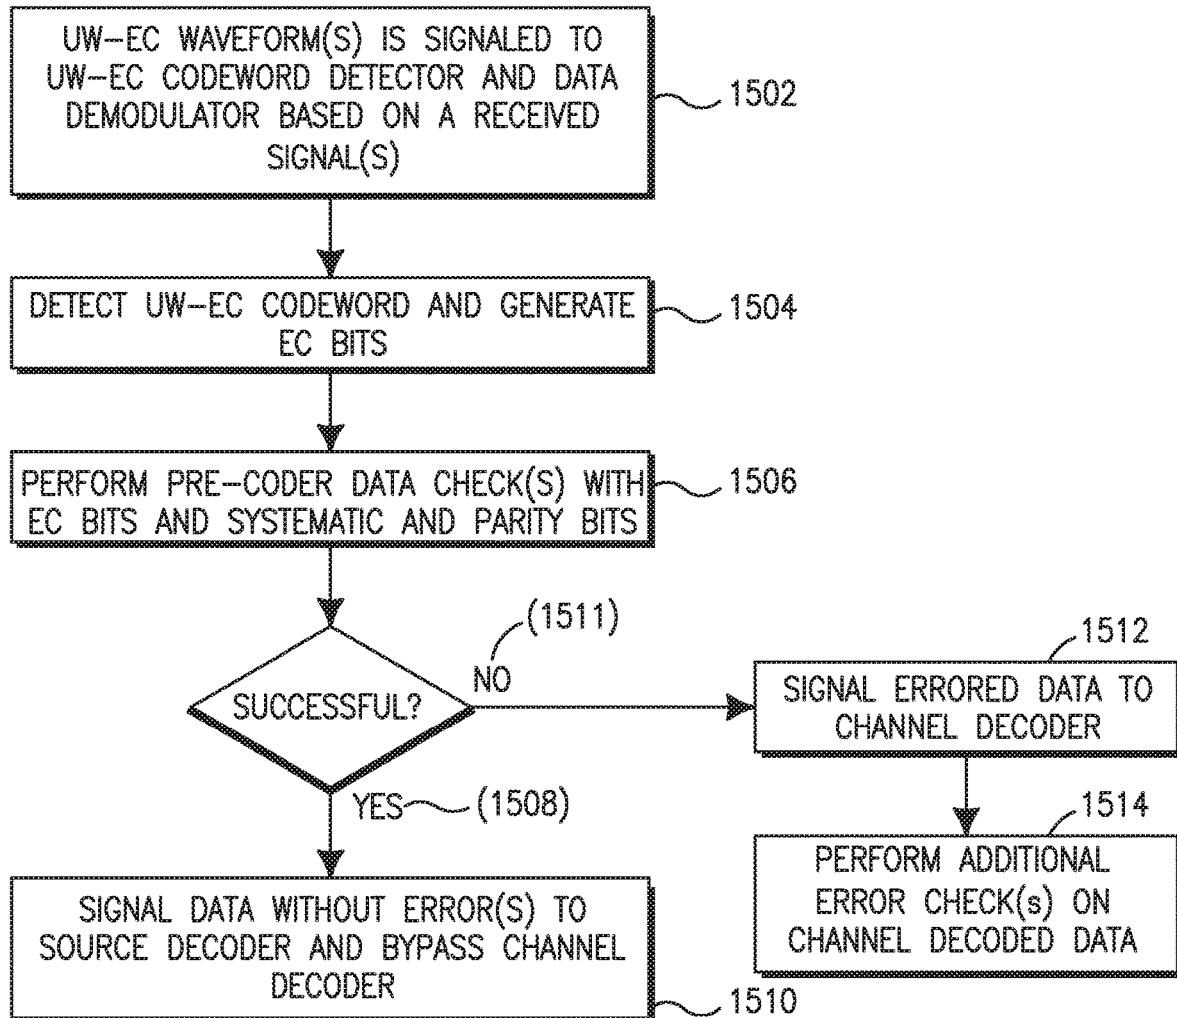 UW-EC WAVEFORM(S) IS SIGNALED TO
UW-EC CODEWORD DETECTOR AND DATA
DEMODULATOR BASED ON A RECEIVED
SIGNAL(S)
1502
DETECT UW-EC CODEWORD AND GENERATE
EC BITS
1504
PERFORM PRE-CODER DATA CHECK(S) WITH
EC BITS AND SYSTEMATIC AND PARITY BITS
1506
SUCCESSFUL?
NO
(1511)
YES
(1508)
1512
SIGNAL ERRORED DATA TO
CHANNEL DECODER
1514
PERFORM ADDITIONAL
ERROR CHECK(s) ON
CHANNEL DECODED DATA
SIGNAL DATA WITHOUT ERROR(S) TO
SOURCE DECODER AND BYPASS CHANNEL
DECODER
1510